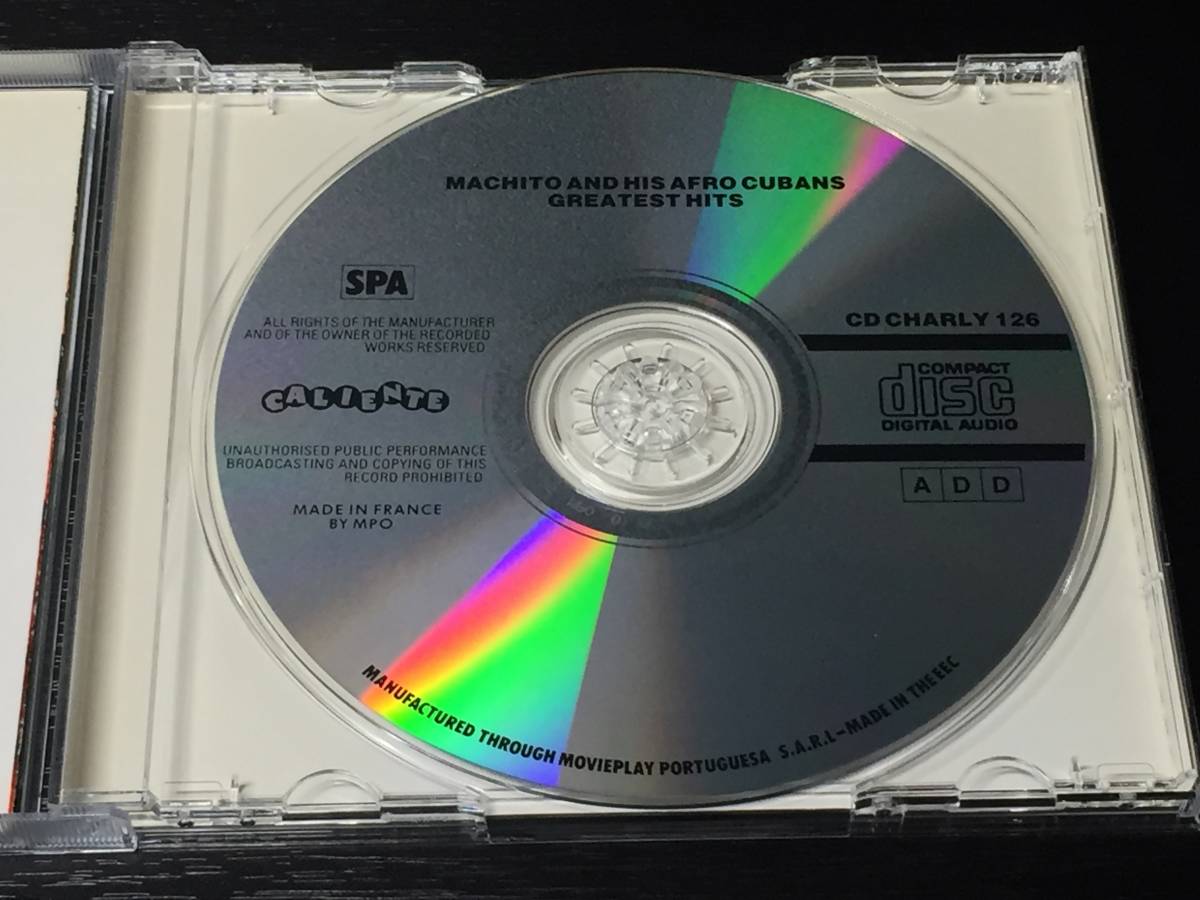 MACHITO AND HIS AFRO CUBANS
GREATEST HITS
SPA
ALL RIGHTS OF THE MANUFACTURER
AND OF THE OWNER OF THE RECORDED
WORKS RESERVED
CALIENTE
UNAUTHORISED PUBLIC PERFORMANCE
BROADCASTING AND COPYING OF THIS
RECORD PROHIBITED
MADE IN FRANCE
BY MPO
CD CHARLY 126
COMPACT
disc
DIGITAL AUDIO
A D D
MANUFACTURED THROUGH MOVIEPLAY PORTUGUESA S.A.R.L-MADE IN THE EEC